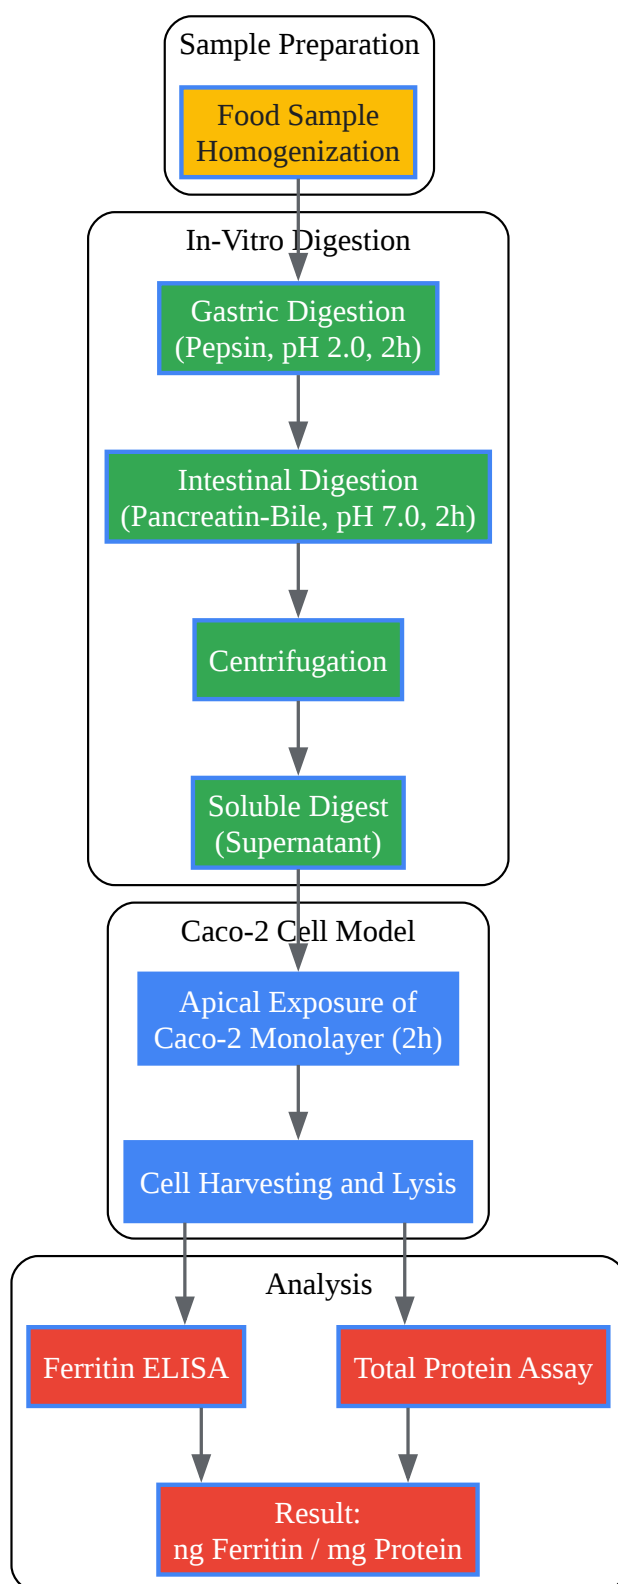 Sample Preparation
Food Sample
Homogenization
In-Vitro Digestion
Gastric Digestion
(Pepsin, pH 2.0, 2h)
Intestinal Digestion
(Pancreatin-Bile, pH 7.0, 2h)
Centrifugation
Soluble Digest
(Supernatant)
Caco-2 Cell Model
Apical Exposure of
Caco-2 Monolayer (2h)
Cell Harvesting and Lysis
Analysis
Ferritin ELISA
Total Protein Assay
Result:
ng Ferritin / mg Protein